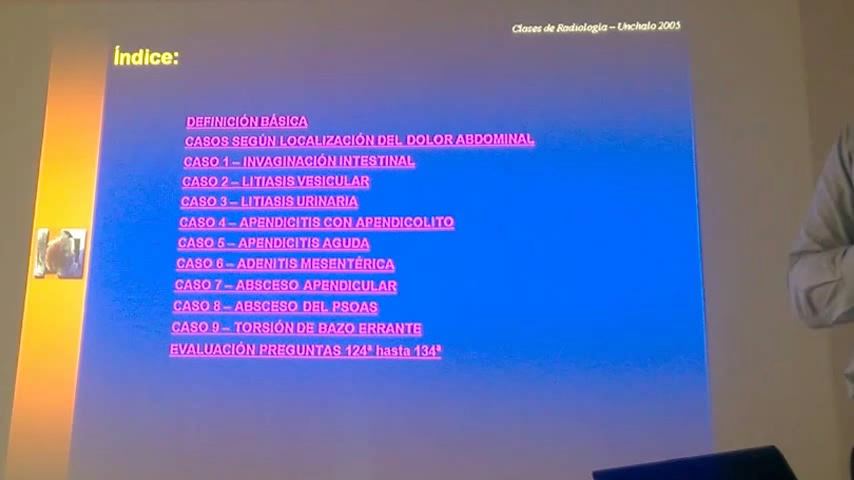 Clases de Radiología – Unchalo 2005
Índice:
DEFINICIÓN BÁSICA
CASOS SEGÚN LOCALIZACIÓN DEL DOLOR ABDOMINAL
CASO 1 – INVAGINACIÓN INTESTINAL
CASO 2 – LITIASIS VESICULAR
CASO 3 – LITIASIS URINARIA
CASO 4 – APENDICITIS CON APENDICOLITO
CASO 5 – APENDICITIS AGUDA
CASO 6 – ADENITIS MESENTÉRICA
CASO 7 – ABSCESO APENDICULAR
CASO 8 – ABSCESO DEL PSOAS
CASO 9 – TORSIÓN DE BAZO ERRANTE
EVALUACIÓN PREGUNTAS 124ª hasta 134ª